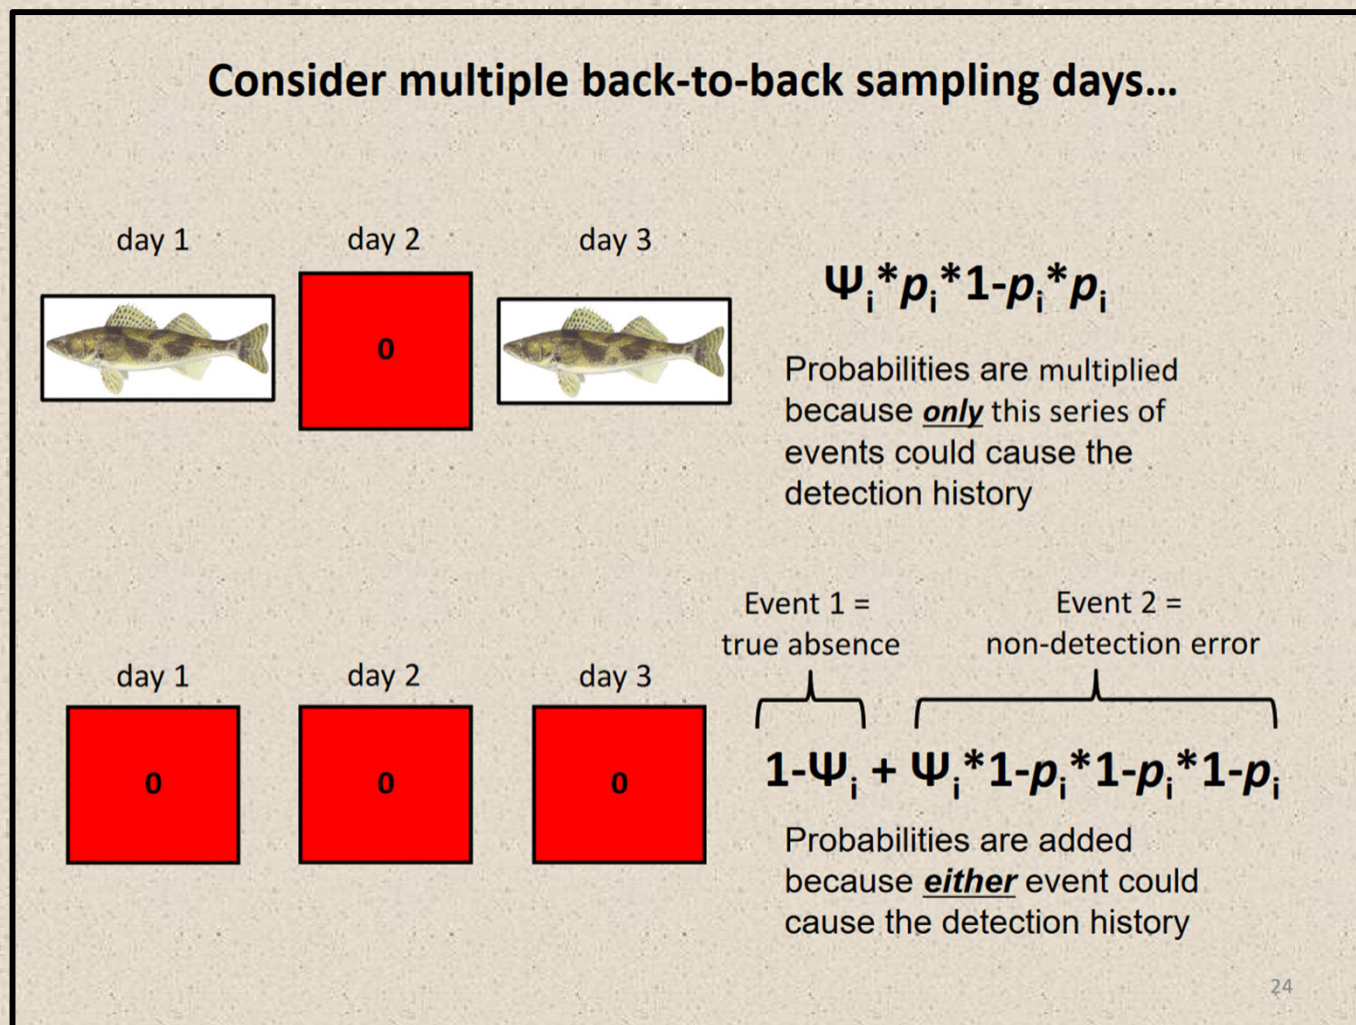 Consider multiple back-to-back sampling days...
day 1 day 2 day 3
0
Ψi*pi*1-pi*pi
Probabilities are multiplied
because only this series of
events could cause the
detection history
Event 1 =
true absence
Event 2 =
non-detection error
day 1 day 2 day 3
0 0 0
1-Ψi + Ψi*1-pi*1-pi*1-pi
Probabilities are added
because either event could
cause the detection history
24